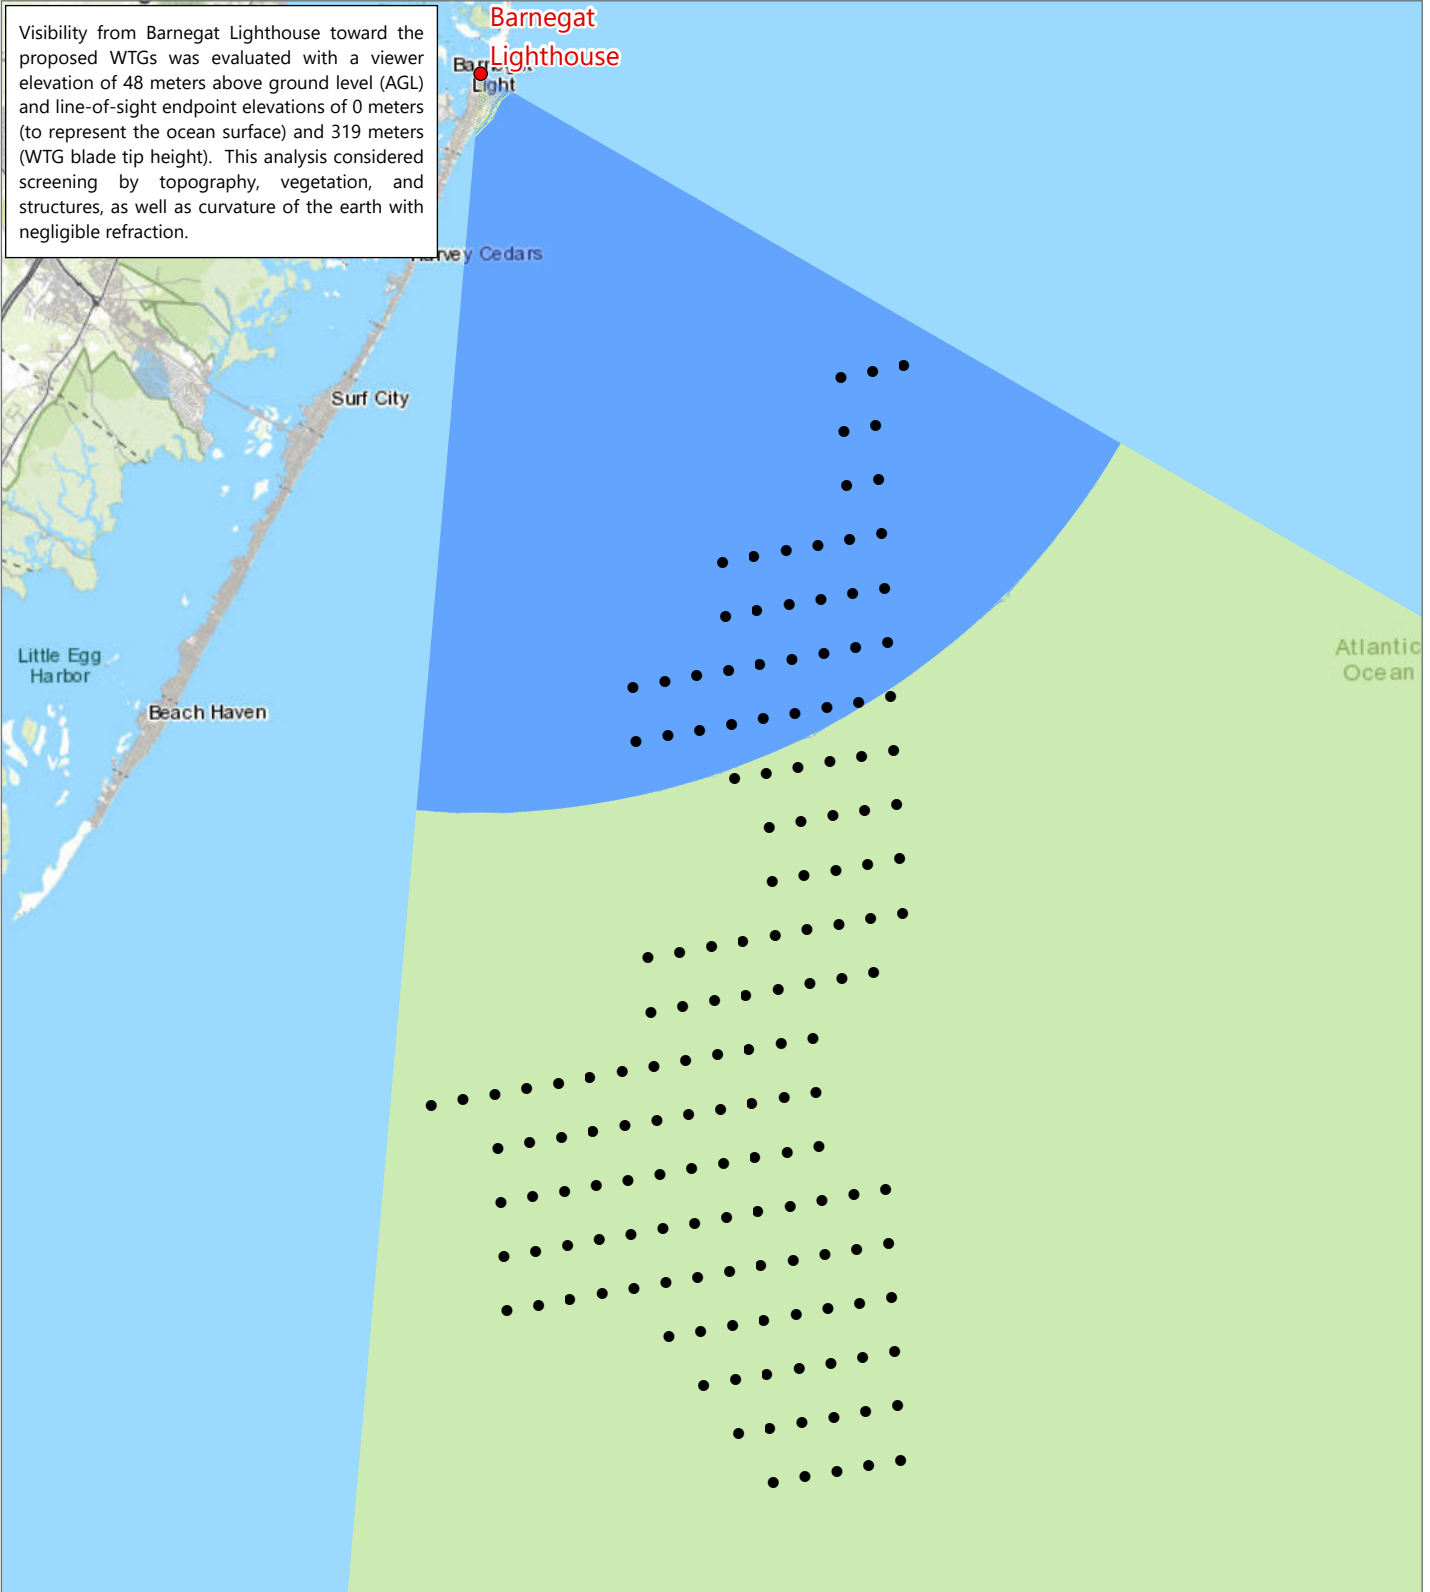 Visibility from Barnegat Lighthouse toward the
proposed WTGs was evaluated with a viewer
elevation of 48 meters above ground level (AGL)
and line-of-sight endpoint elevations of 0 meters
(to represent the ocean surface) and 319 meters
(WTG blade tip height). This analysis considered
screening by topography, vegetation, and
structures, as well as curvature of the earth with
negligible refraction.
Barnegat
Lighthouse
Barnegat
Light
Harvey Cedars
Surf City
Little Egg
Harbor
Beach Haven
Atlantic
Ocean